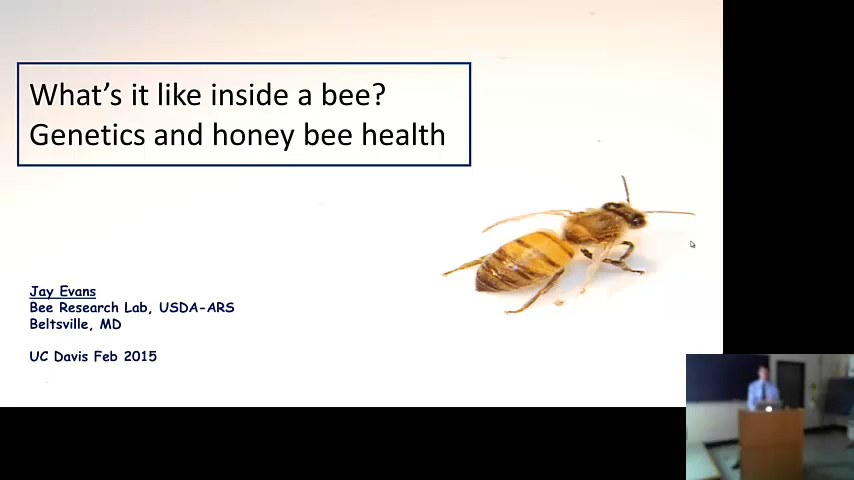 What’s it like inside a bee?
Genetics and honey bee health
Jay Evans
Bee Research Lab, USDA-ARS
Beltsville, MD
UC Davis Feb 2015